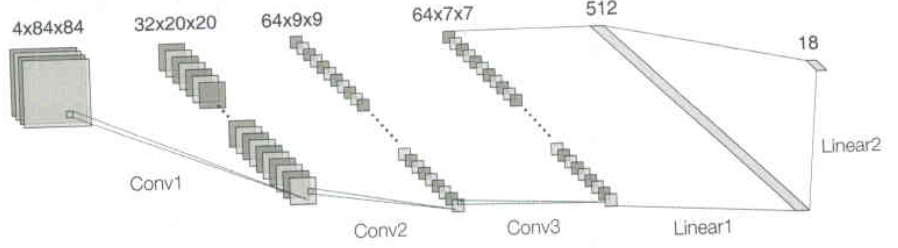 4x84x84
32x20x20
64x9x9
64x7x7
512
18
Conv1
Conv2
Conv3
Linear1
Linear2